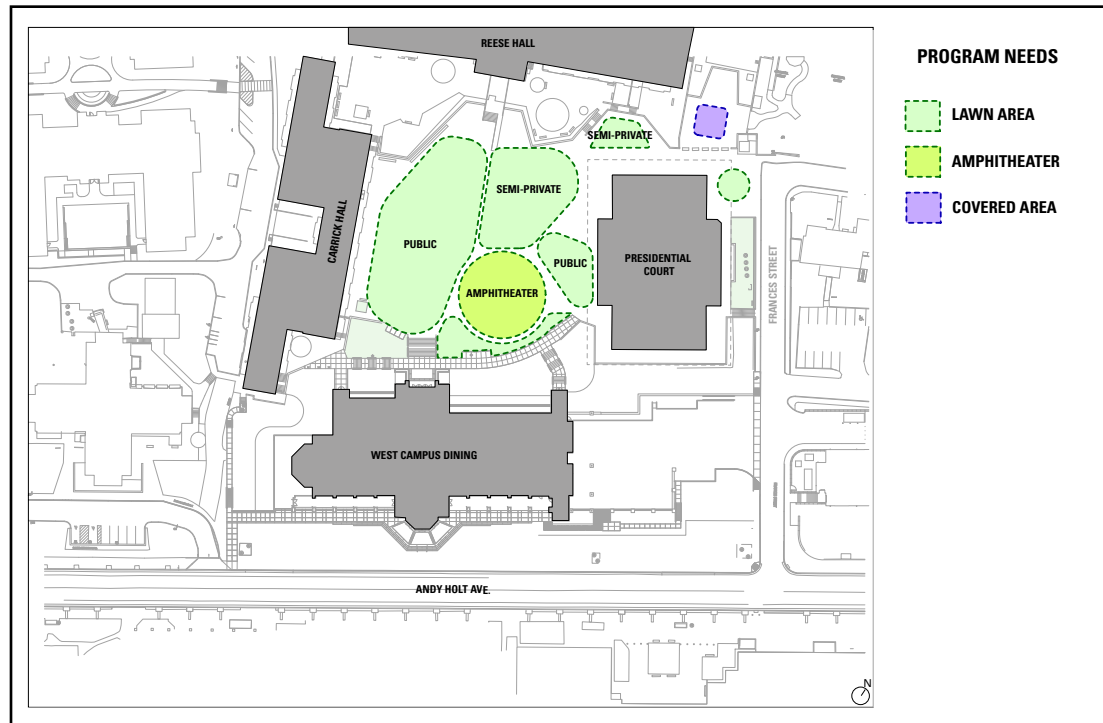 REESE HALL
PROGRAM NEEDS
LAWN AREA
SEMI-PRIVATE
AMPHITHEATER
SEMI-PRIVATE
COVERED AREA
CARRICK HALL
PUBLIC
PUBLIC
PRESIDENTIAL
COURT
FRANCES STREET
AMPHITHEATER
WEST CAMPUS DINING
ANDY HOLT AVE.
N